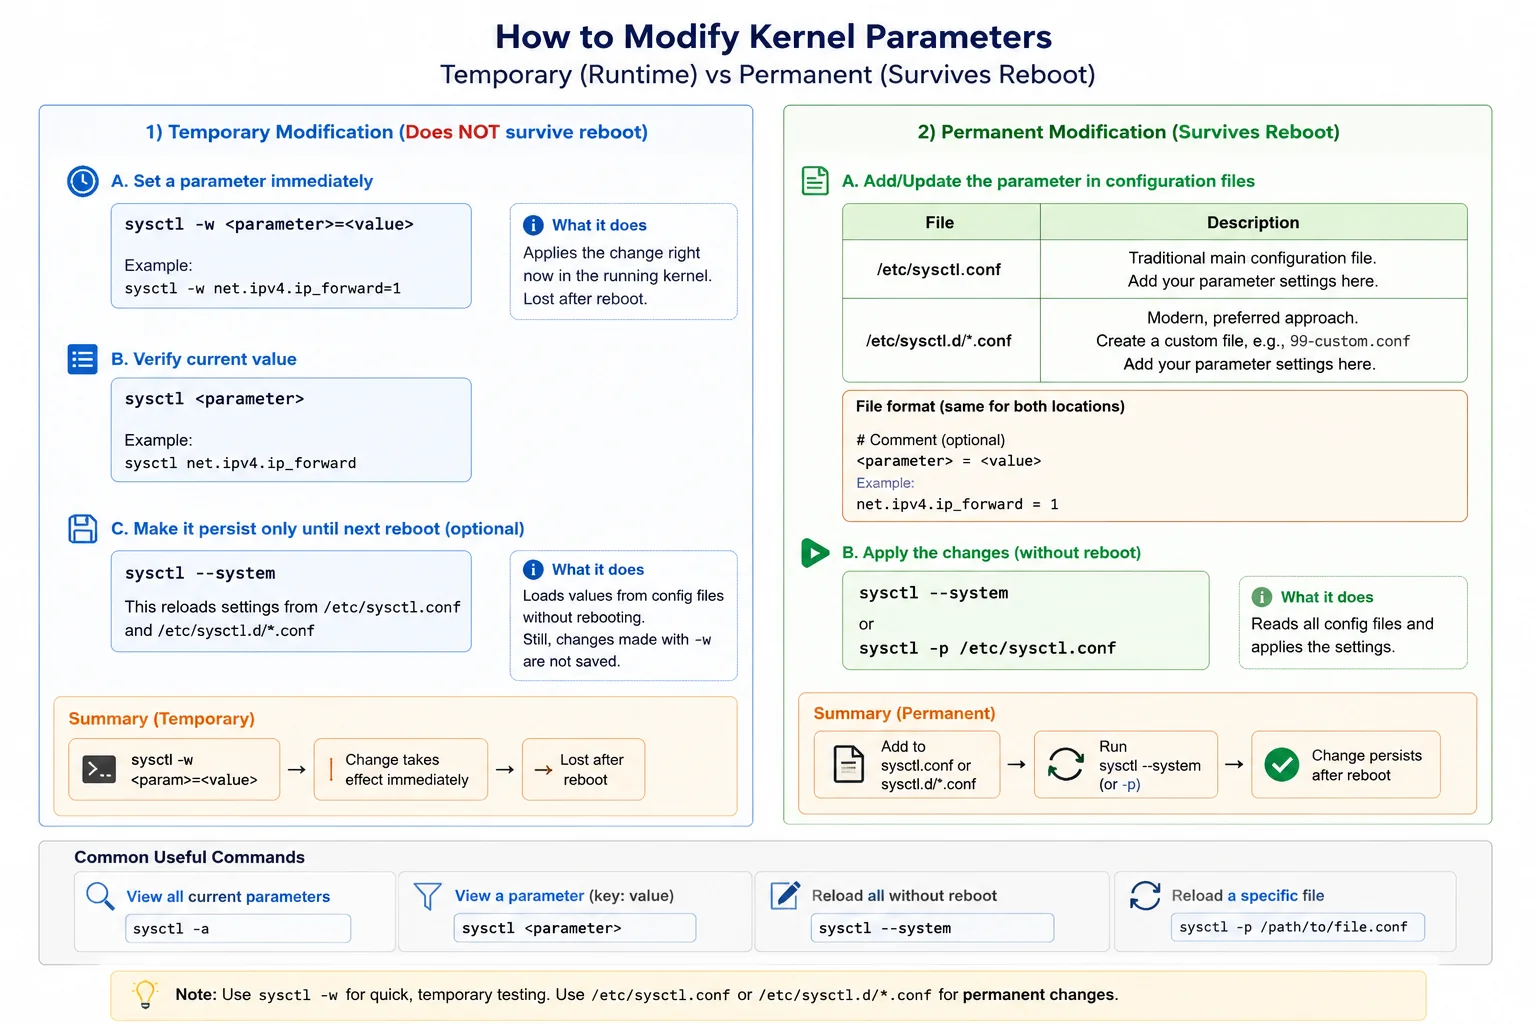 How to Modify Kernel Parameters
Temporary (Runtime) vs Permanent (Survives Reboot)
1) Temporary Modification (Does NOT survive reboot)
A. Set a parameter immediately
sysctl -w <parameter>=<value>
Example:
sysctl -w net.ipv4.ip_forward=1
What it does
Applies the change right
now in the running kernel.
Lost after reboot.
B. Verify current value
sysctl <parameter>
Example:
sysctl net.ipv4.ip_forward
C. Make it persist only until next reboot (optional)
sysctl --system
This reloads settings from /etc/sysctl.conf
and /etc/sysctl.d/*.conf
What it does
Loads values from config files
without rebooting.
Still, changes made with -w
are not saved.
Summary (Temporary)
sysctl -w
<param>=<value>
Change takes
effect immediately
Lost after
reboot
2) Permanent Modification (Survives Reboot)
A. Add/Update the parameter in configuration files
File
Description
/etc/sysctl.conf
Traditional main configuration file.
Add your parameter settings here.
/etc/sysctl.d/*.conf
Modern, preferred approach.
Create a custom file, e.g., 99-custom.conf
Add your parameter settings here.
File format (same for both locations)
# Comment (optional)
<parameter> = <value>
Example:
net.ipv4.ip_forward = 1
B. Apply the changes (without reboot)
sysctl --system
or
sysctl -p /etc/sysctl.conf
What it does
Reads all config files and
applies the settings.
Summary (Permanent)
Add to
sysctl.conf or
sysctl.d/*.conf
Run
sysctl --system
(or -p)
Change persists
after reboot
Common Useful Commands
View all current parameters
sysctl -a
View a parameter (key: value)
sysctl <parameter>
Reload all without reboot
sysctl --system
Reload a specific file
sysctl -p /path/to/file.conf
Note: Use sysctl -w for quick, temporary testing. Use /etc/sysctl.conf or /etc/sysctl.d/*.conf for permanent changes.